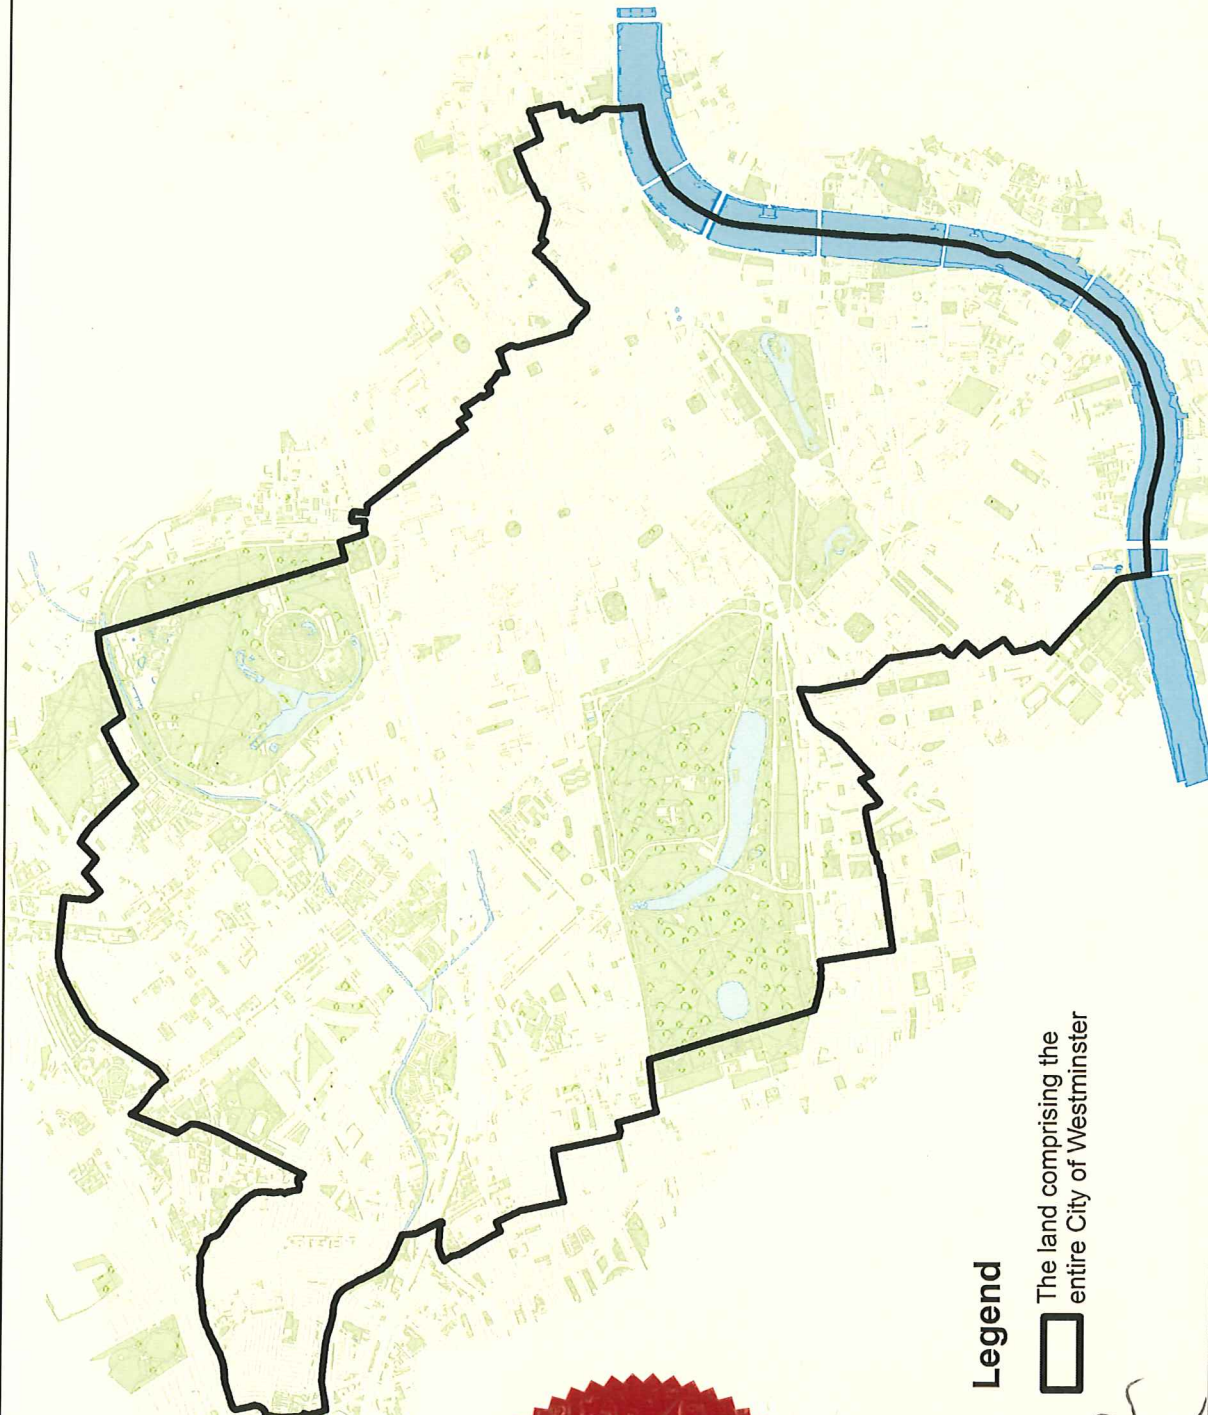 Legend
The land comprising the
entire City of Westminster